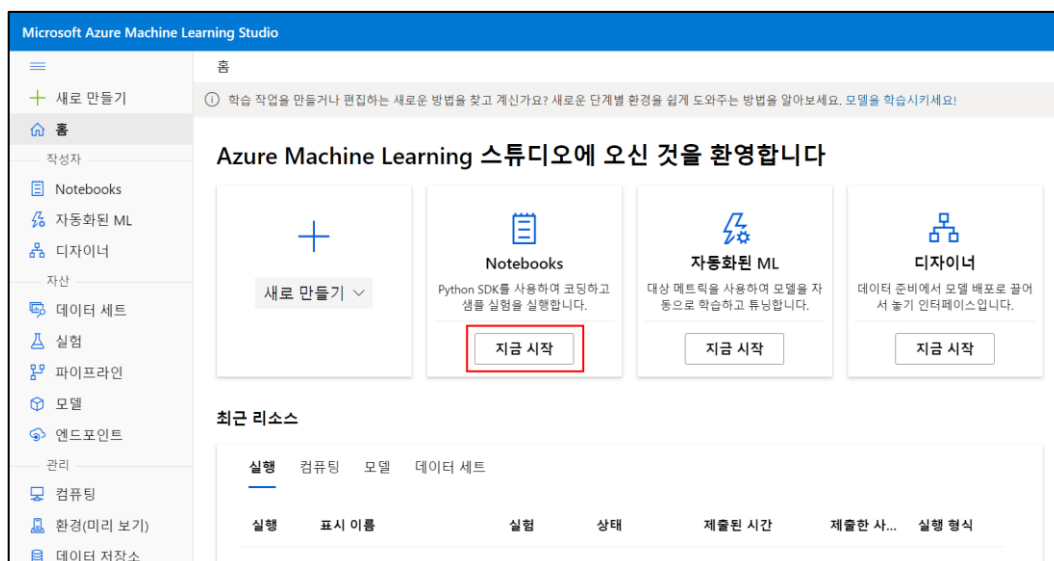 Microsoft Azure Machine Learning Studio
홈
새로 만들기
ⓘ 학습 작업을 만들거나 편집하는 새로운 방법을 찾고 계신가요? 새로운 단계별 환경을 쉽게 도와주는 방법을 알아보세요. 모델을 학습시키세요!
홈
작성자
Notebooks
자동화된 ML
디자이너
자산
데이터 세트
실험
파이프라인
모델
엔드포인트
관리
컴퓨팅
환경(미리 보기)
데이터 저장소
Azure Machine Learning 스튜디오에 오신 것을 환영합니다
새로 만들기
Notebooks
Python SDK를 사용하여 코딩하고
샘플 실험을 실행합니다.
지금 시작
자동화된 ML
대상 메트릭을 사용하여 모델을 자
동으로 학습하고 튜닝합니다.
지금 시작
디자이너
데이터 준비에서 모델 배포로 끌어
서 놓기 인터페이스입니다.
지금 시작
최근 리소스
실행 컴퓨팅 모델 데이터 세트
실행 표시 이름 실험 상태 제출된 시간 제출한 사... 실행 형식